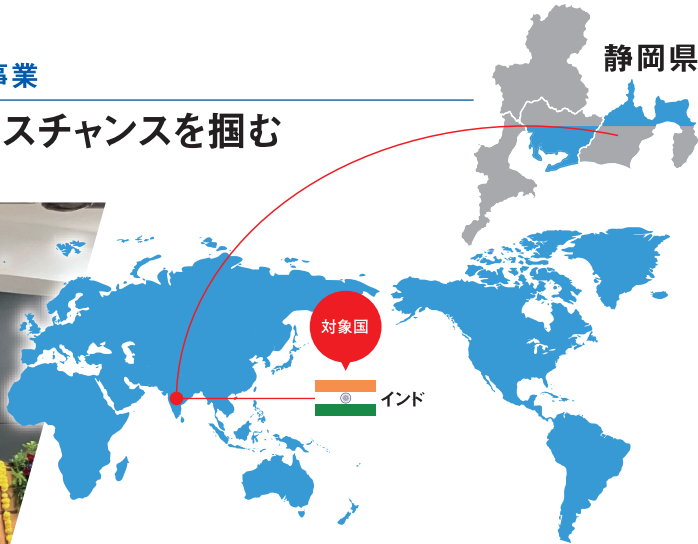 事業
スチャンスを掴む
静岡県
対象国
インド